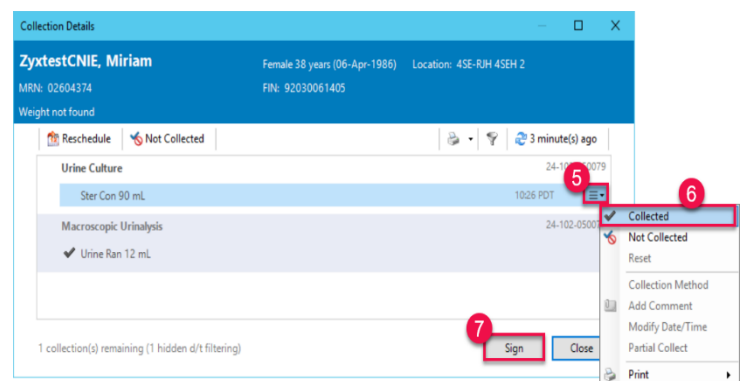 Collection Details
ZyxtestCNIE, Miriam
Female 38 years (06-Apr-1986) Location: 4SE-RJH 4SEH 2
MRN: 02604374
FIN: 92030061405
Weight not found
Reschedule Not Collected 3 minute(s) ago
Urine Culture
5
Ster Con 90 mL 10:26 PDT
6
Macroscopic Urinalysis
Urine Ran 12 mL
Collected
Not Collected
Reset
Collection Method
Add Comment
Modify Date/Time
Partial Collect
Print
7
1 collection(s) remaining (1 hidden d/t filtering) Sign Close